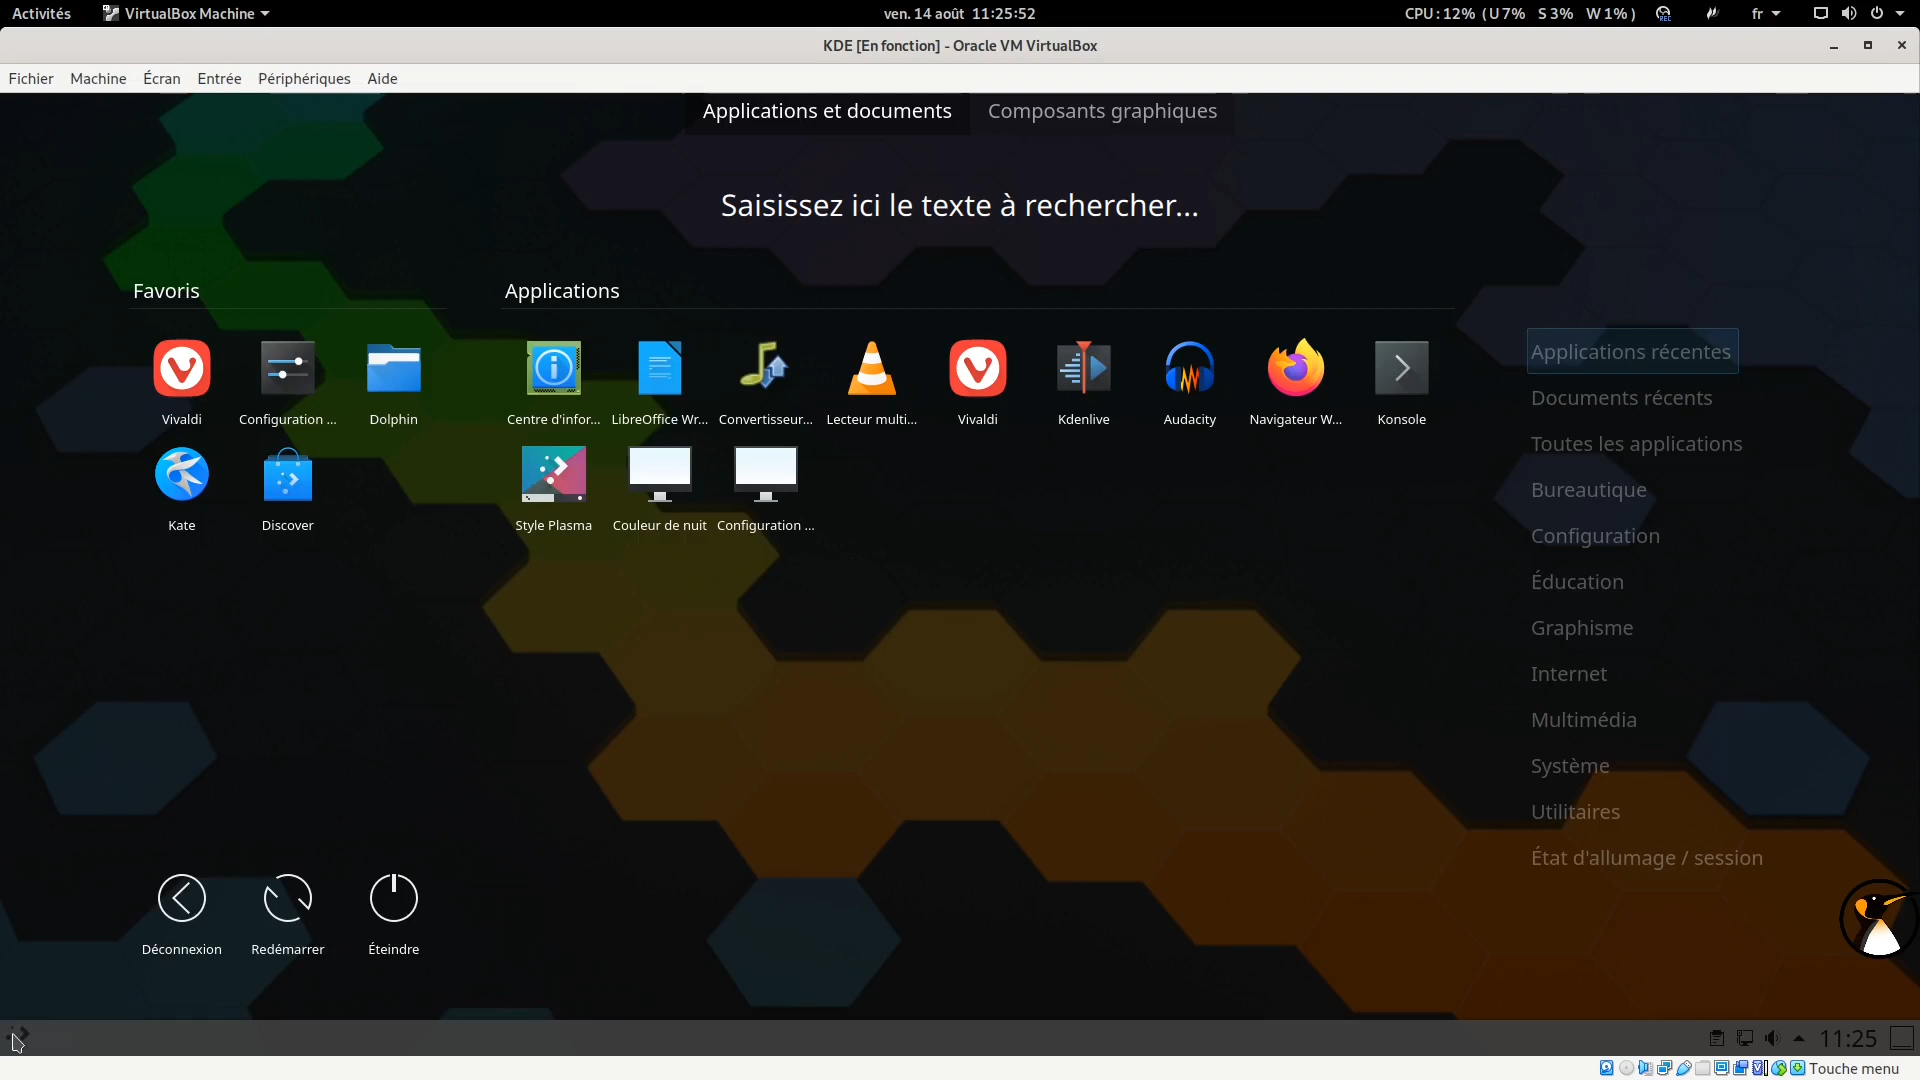 Activités VirtualBox Machine ven. 14 août 11:25:52 CPU : 12% ( U 7% S 3% W 1% ) REC fr
KDE [En fonction] - Oracle VM VirtualBox
Fichier Machine Écran Entrée Périphériques Aide
Applications et documents Composants graphiques
Saisissez ici le texte à rechercher...
Favoris
Vivaldi Configuration ... Dolphin
Kate Discover
Applications
Centre d'infor... LibreOffice Wr... Convertisseur... Lecteur multi... Vivaldi Kdenlive Audacity Navigateur W... Konsole
Style Plasma Couleur de nuit Configuration ...
Applications récentes
Documents récents
Toutes les applications
Bureautique
Configuration
Éducation
Graphisme
Internet
Multimédia
Système
Utilitaires
État d'allumage / session
Déconnexion Redémarrer Éteindre
11:25
Touche menu